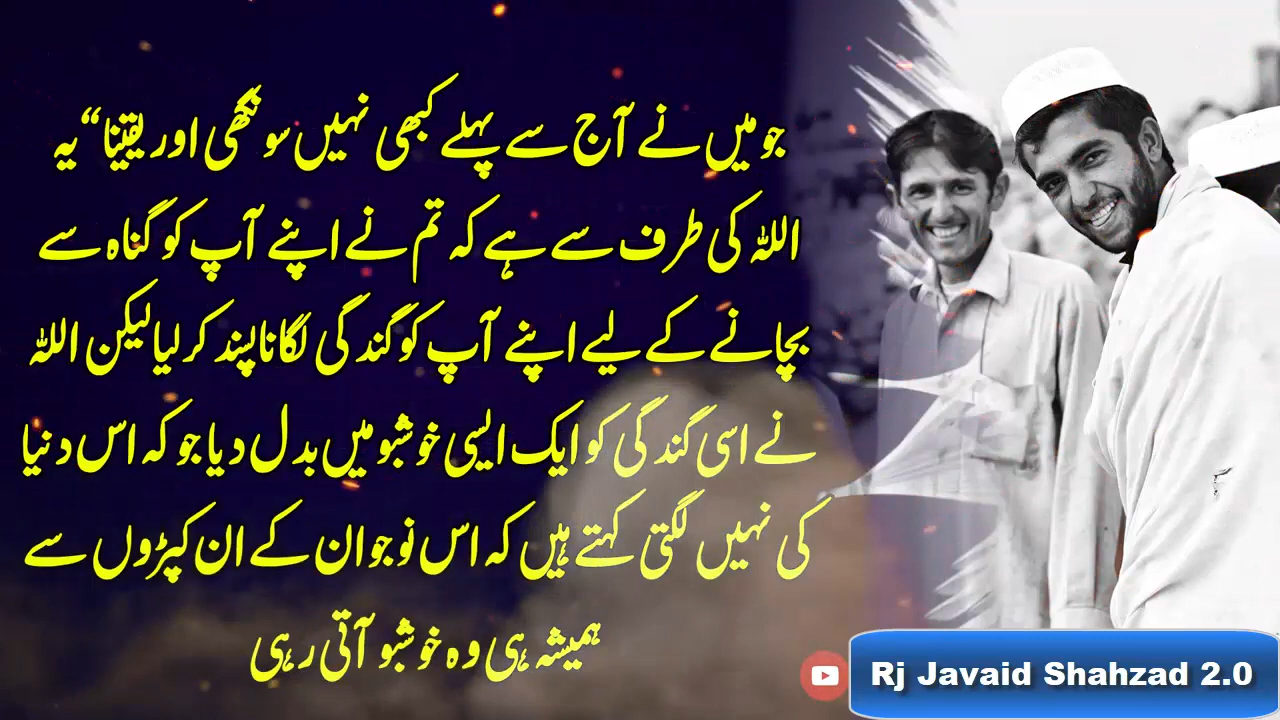 جو میں نے آج سے پہلے کبھی نہیں سونگھی اور یقینا“ یہ
اللہ کی طرف سے ہے کہ تم نے اپنے آپ کو گناہ سے
بچانے کے لیے اپنے آپ کو گندگی لگانا پسند کر لیا لیکن اللہ
نے اسی گندگی کو ایک ایسی خوشبو میں بدل دیا جو کہ اس دنیا
کی نہیں لگتی کہتے ہیں کہ اس نوجوان کے ان کپڑوں سے
ہمیشہ ہی وہ خوشبو آتی رہی
Rj Javaid Shahzad 2.0